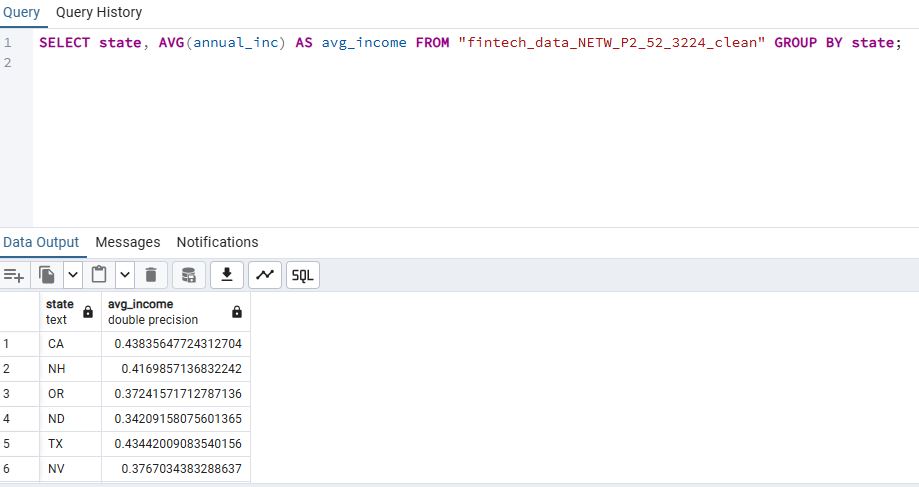 Query Query History
1 SELECT state, AVG(annual_inc) AS avg_income FROM "fintech_data_NETW_P2_52_3224_clean" GROUP BY state;
2
Data Output Messages Notifications
SQL
state avg_income
text double precision
1 CA 0.43835647724312704
2 NH 0.4169857136832242
3 OR 0.37241571712787136
4 ND 0.34209158075601365
5 TX 0.43442009083540156
6 NV 0.3767034383288637